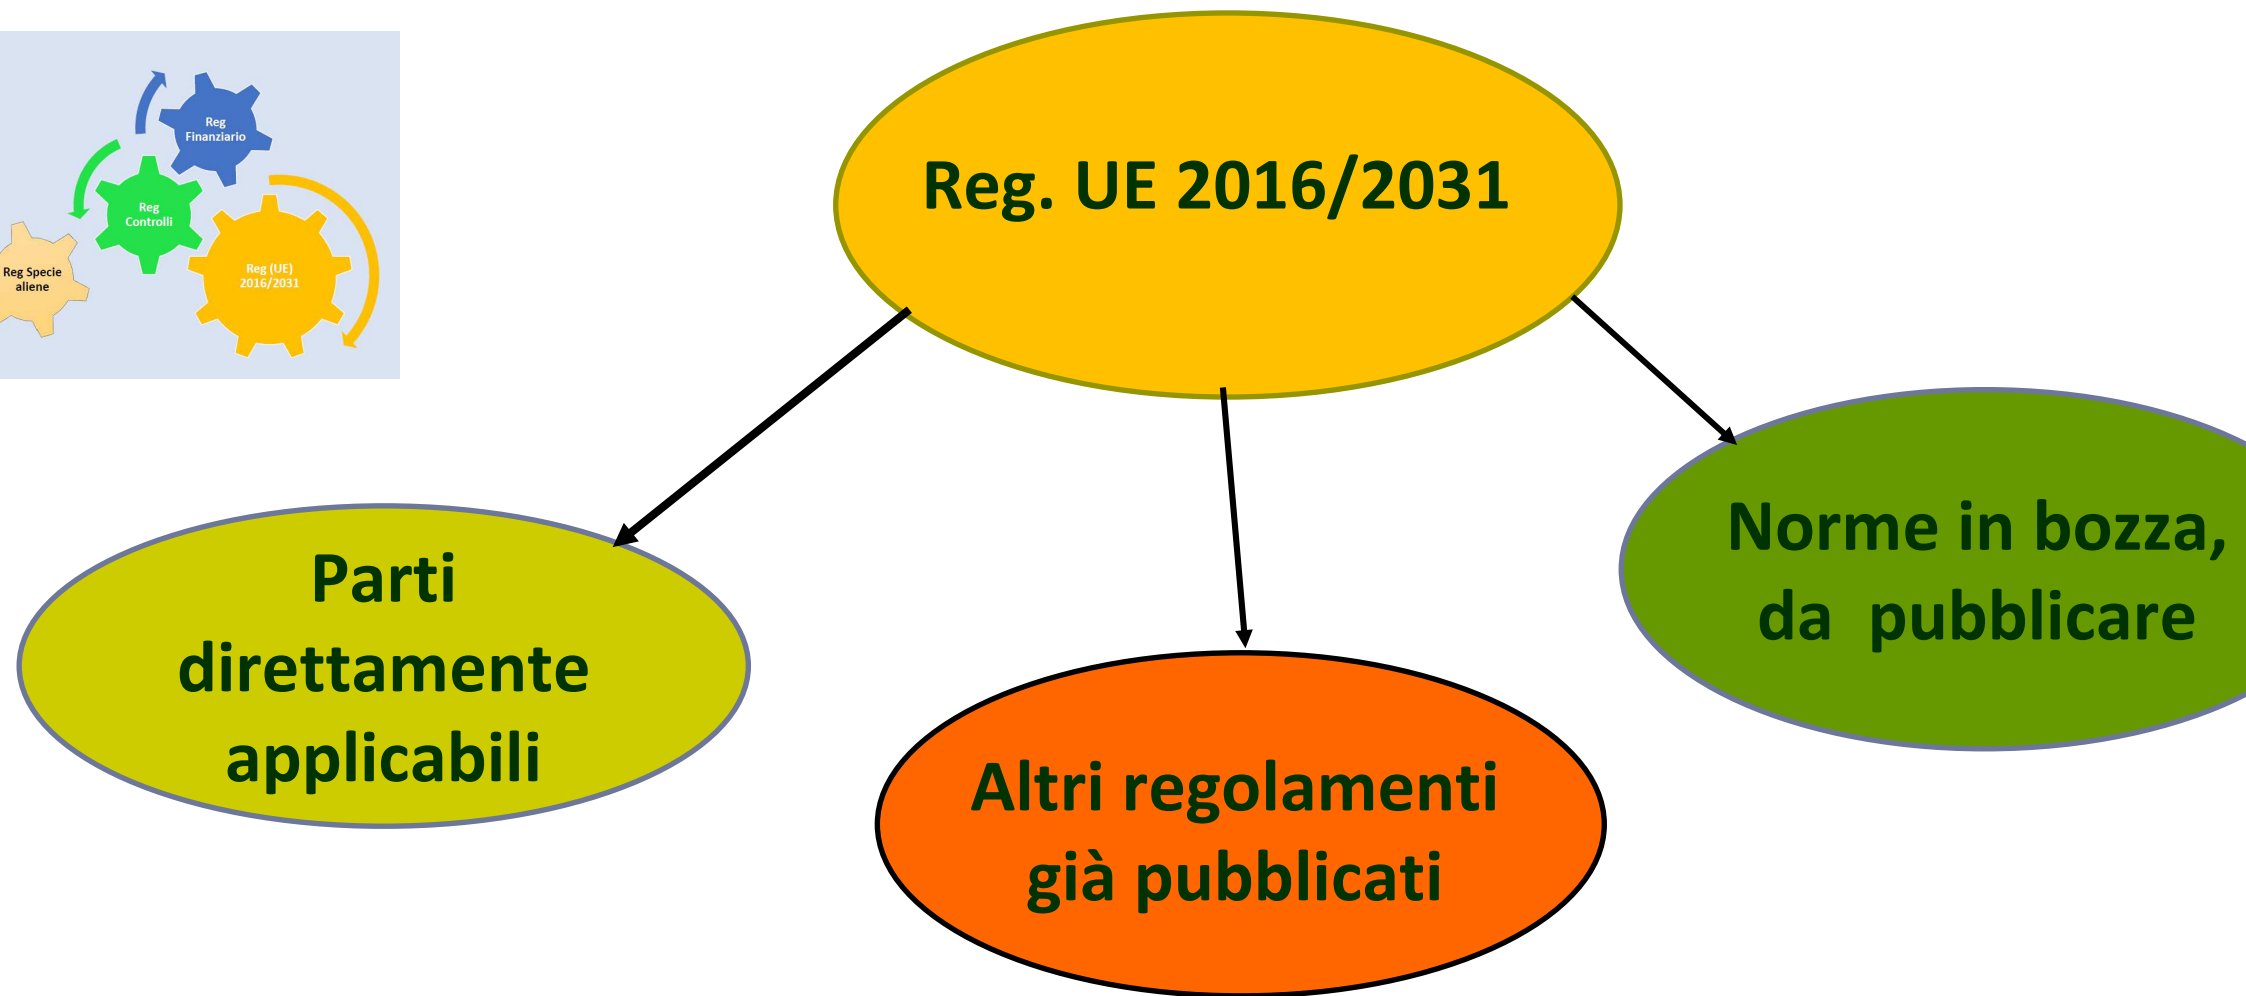 Reg
Finanziario
Reg
Controlli
Reg Specie
aliene
Reg (UE)
2016/2031
Reg. UE 2016/2031
Parti
direttamente
applicabili
Altri regolamenti
già pubblicati
Norme in bozza,
da  pubblicare